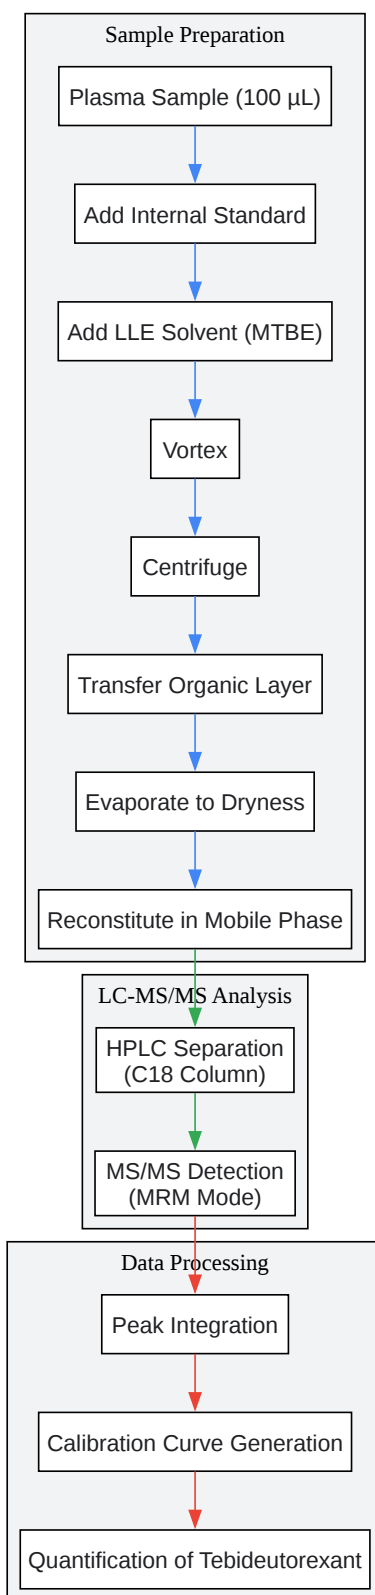 Sample Preparation
Plasma Sample (100 µL)
Add Internal Standard
Add LLE Solvent (MTBE)
Vortex
Centrifuge
Transfer Organic Layer
Evaporate to Dryness
Reconstitute in Mobile Phase
LC-MS/MS Analysis
HPLC Separation
(C18 Column)
MS/MS Detection
(MRM Mode)
Data Processing
Peak Integration
Calibration Curve Generation
Quantification of Tebideutorexant